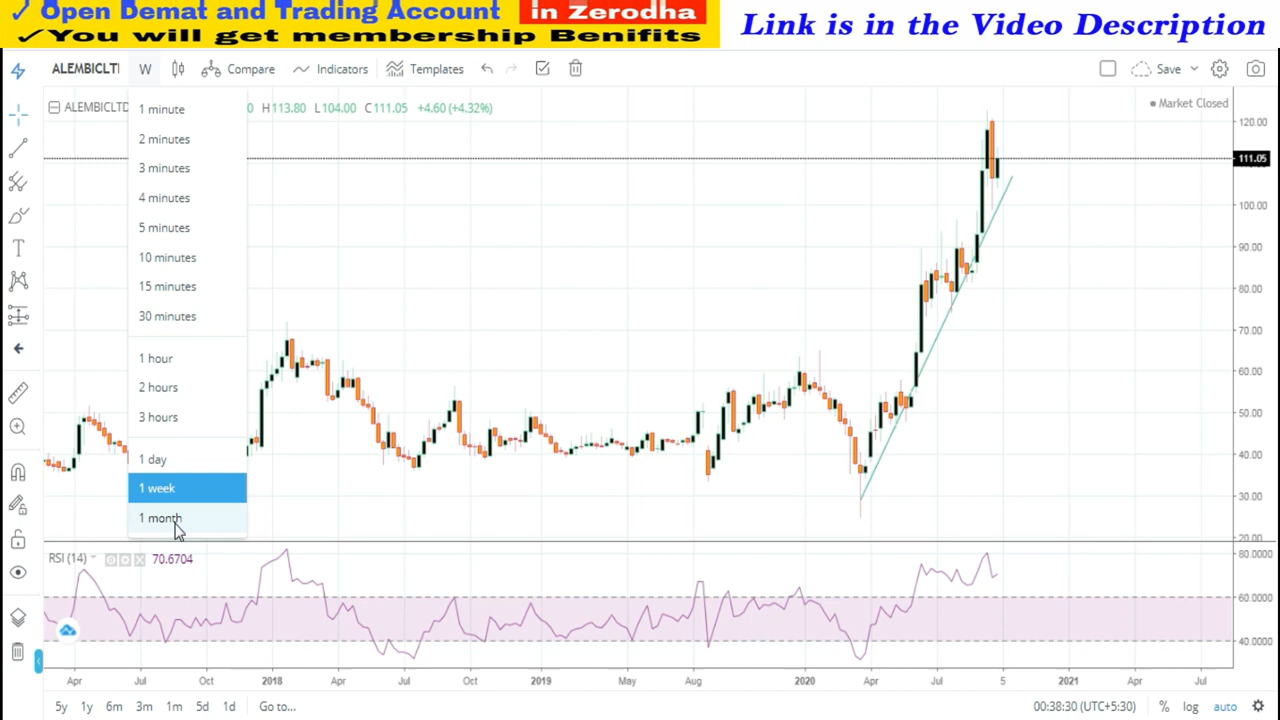 ✓ Open Demat and Trading Account in Zerodha
✓You will get membership Benifits
Link is in the Video Description
ALEMBICLTI W Compare Indicators Templates Save
ALEMBICLTD 0 H113.80 L104.00 C111.05 +4.60 (+4.32%)
Market Closed
1 minute
2 minutes
3 minutes
4 minutes
5 minutes
10 minutes
15 minutes
30 minutes
1 hour
2 hours
3 hours
1 day
1 week
1 month
120.00
111.05
100.00
90.00
80.00
70.00
60.00
50.00
40.00
30.00
20.00
RSI (14) 70.6704
80.0000
60.0000
40.0000
Apr Jul Oct 2018 Apr Jul Oct 2019 May Aug 2020 Apr Jul 5 2021 Apr Jul
5y 1y 6m 3m 1m 5d 1d Go to... 00:38:30 (UTC+5:30) % log auto